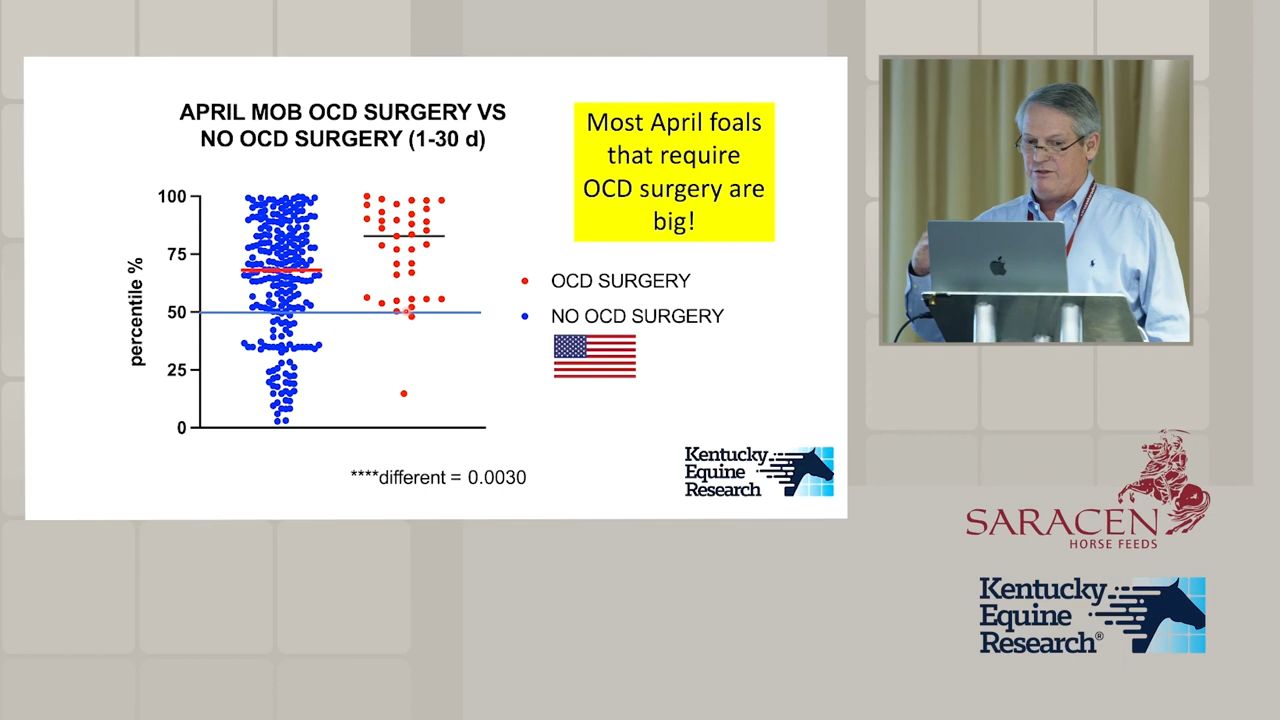 APRIL MOB OCD SURGERY VS
NO OCD SURGERY (1-30 d)
Most April foals
that require
OCD surgery are
big!
percentile %
100
75
50
25
0
OCD SURGERY
NO OCD SURGERY
****different = 0.0030
Kentucky
Equine
Research
SARACEN
HORSE FEEDS
Kentucky
Equine
Research®